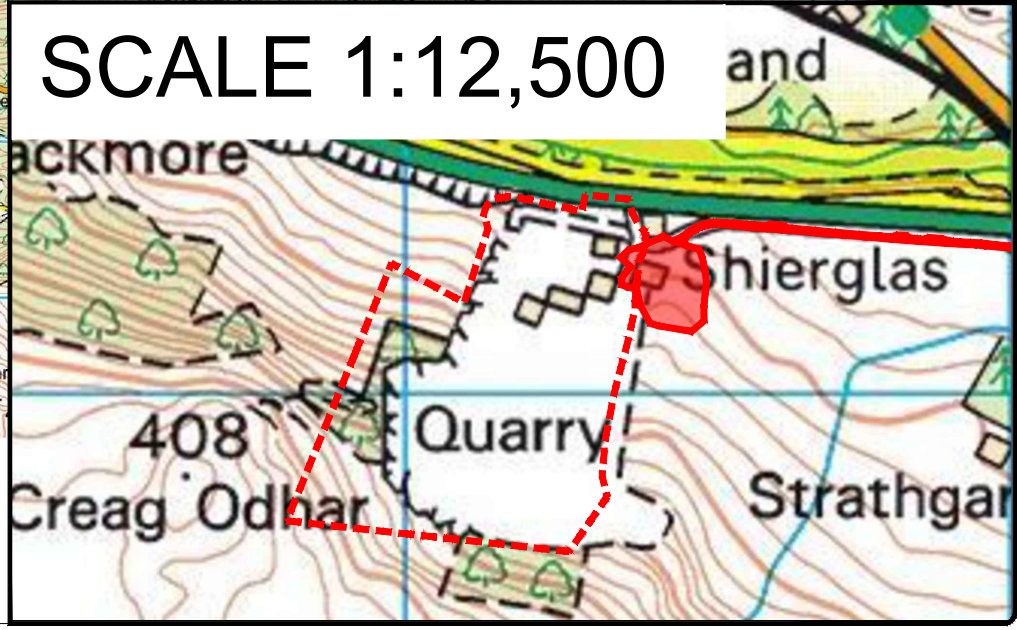 SCALE 1:12,500
and
ackmore
Shierglas
Quarry
408
Creag Odhar
Strathgar